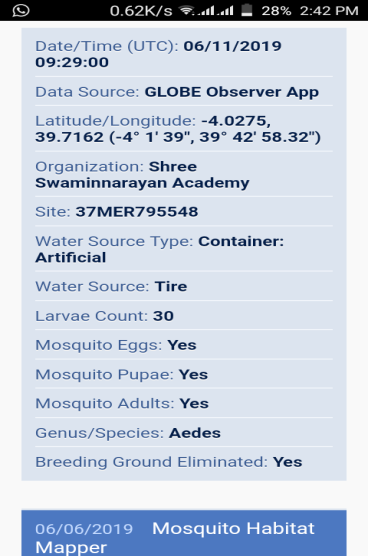 0.62K/s 28% 2:42 PM
Date/Time (UTC): 06/11/2019
09:29:00
Data Source: GLOBE Observer App
Latitude/Longitude: -4.0275,
39.7162 (-4° 1' 39", 39° 42' 58.32")
Organization: Shree
Swaminnarayan Academy
Site: 37MER795548
Water Source Type: Container:
Artificial
Water Source: Tire
Larvae Count: 30
Mosquito Eggs: Yes
Mosquito Pupae: Yes
Mosquito Adults: Yes
Genus/Species: Aedes
Breeding Ground Eliminated: Yes
06/06/2019 Mosquito Habitat
Mapper